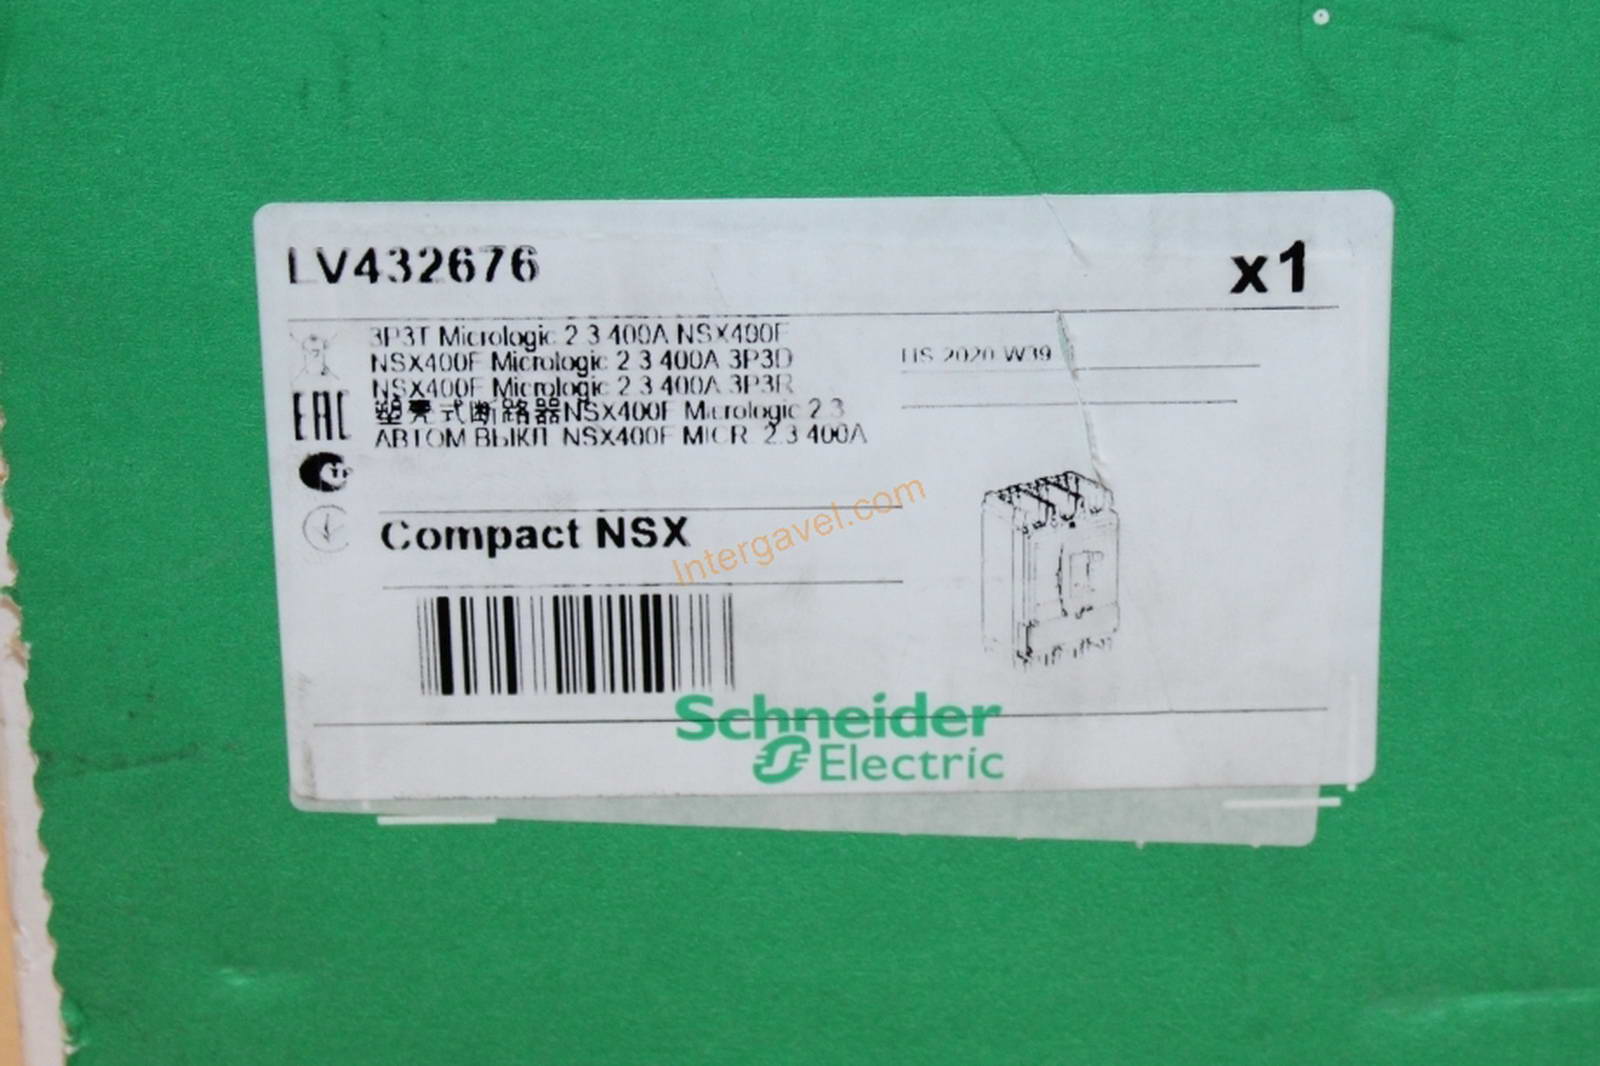 LV432676
x1
3P3T Micrologic 2.3 400A NSX400F
NSX400F Micrologic 2.3 400A 3P3D
NSX400F Micrologic 2.3 400A 3P3R
塑壳式断路器NSX400F Micrologic 2.3
АВТОМ ВЫКЛ NSX400F MICR. 2.3 400A
2020 W39
EAC
Compact NSX
Intergavel.com
Schneider
Electric